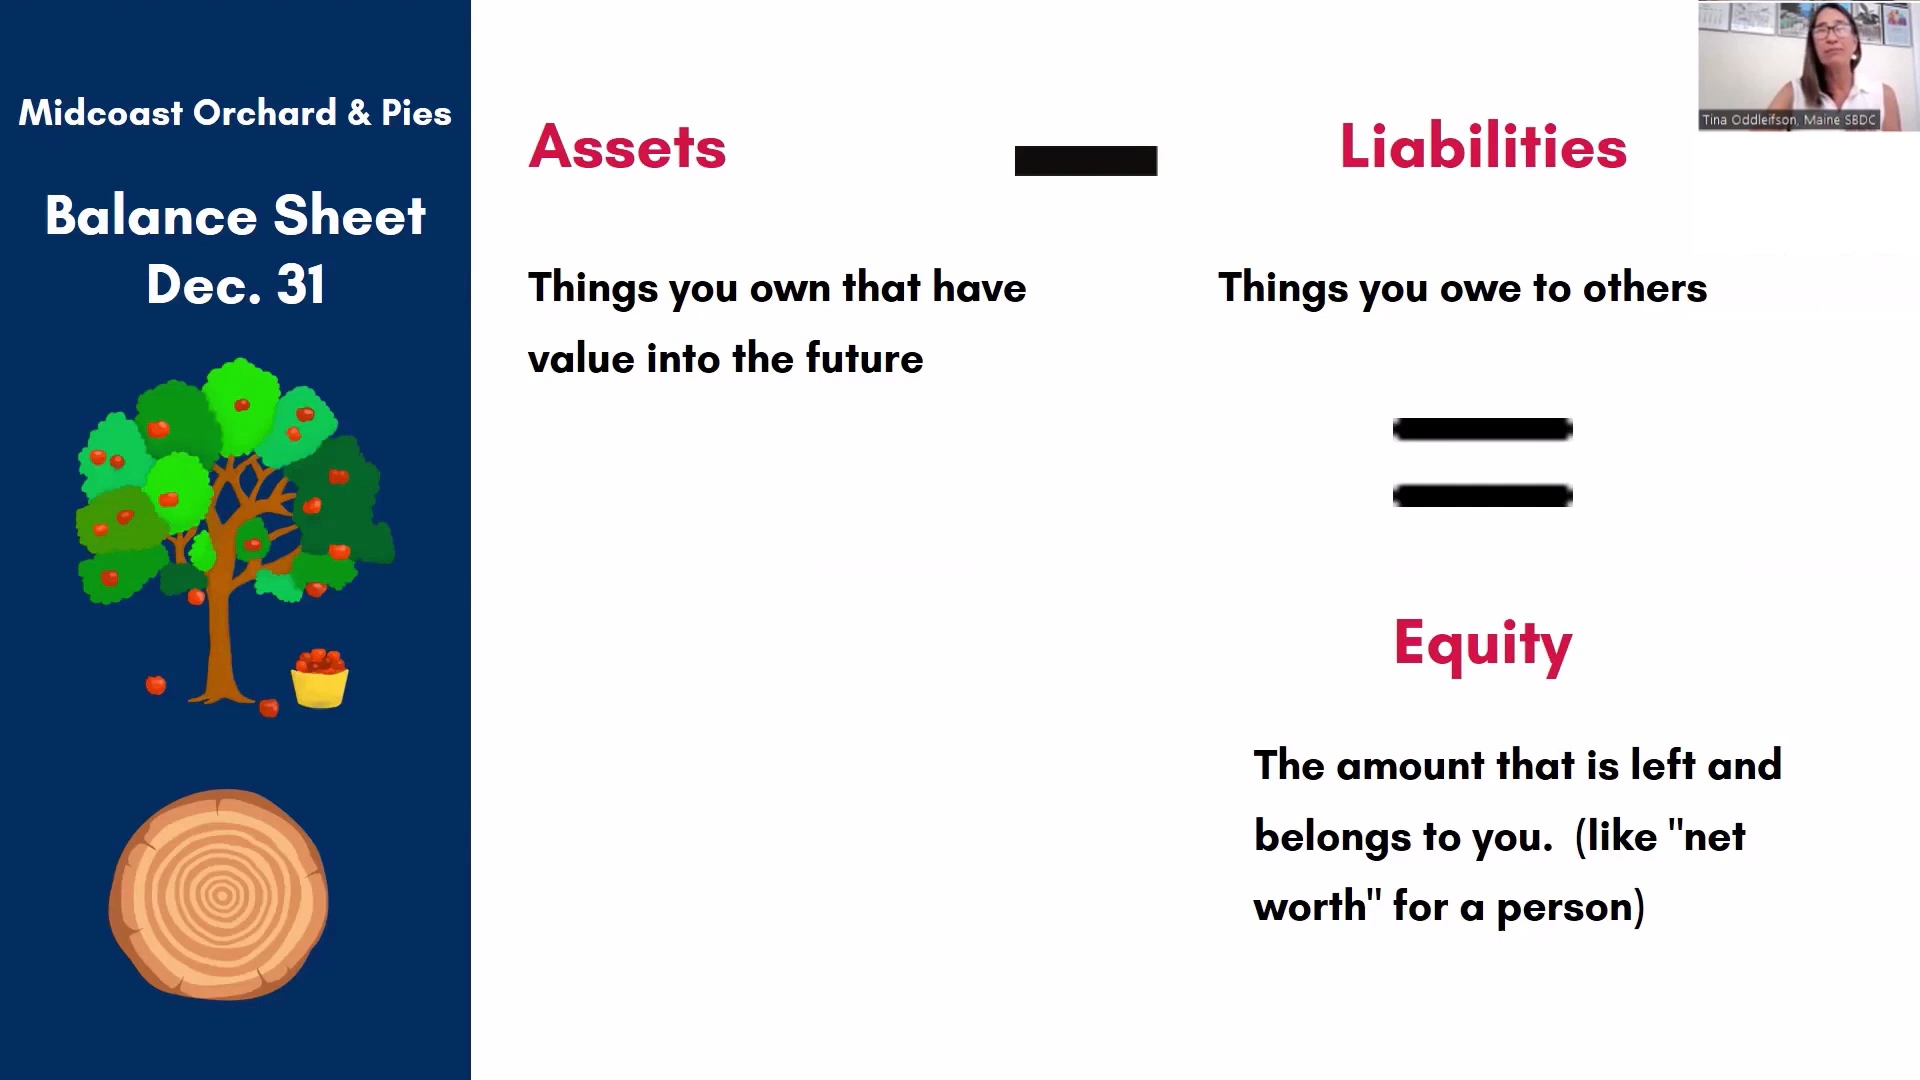 Midcoast Orchard & Pies
Balance Sheet
Dec. 31
Assets
Liabilities
Things you own that have
value into the future
Things you owe to others
Equity
The amount that is left and
belongs to you. (like "net
worth" for a person)
Tina Oddleifson, Maine SBDC